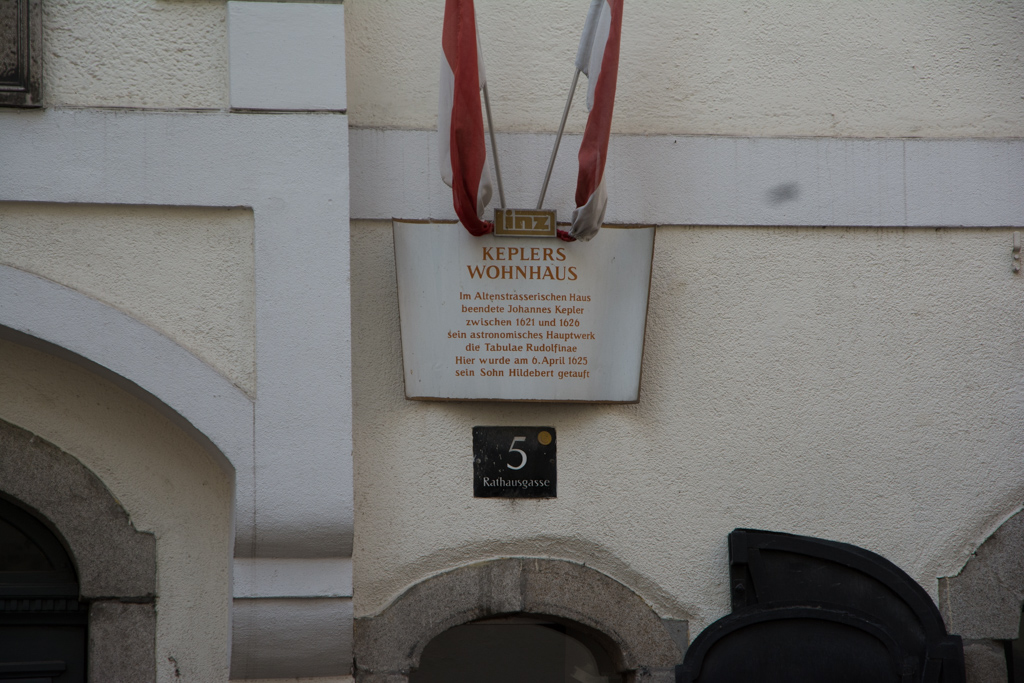 linz
KEPLERS
WOHNHAUS
Im Altenstrasserischen Haus
beendete Johannes Kepler
zwischen 1621 und 1626
sein astronomisches Hauptwerk
die Tabulae Rudolfinae
Hier wurde am 6. April 1625
sein Sohn Hildebert getauft
5
Rathausgasse